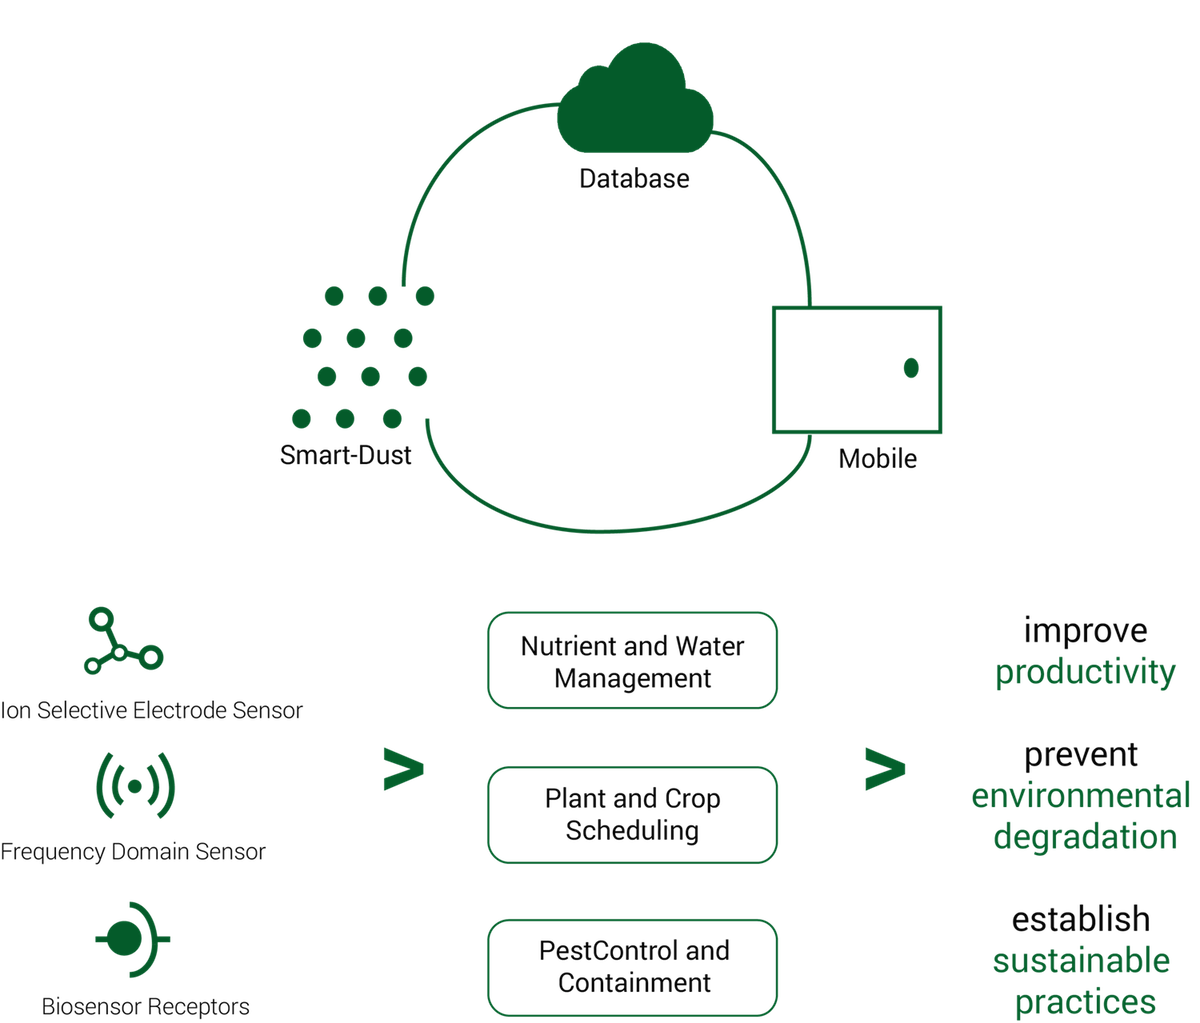 Database
Smart-Dust
Mobile
Ion Selective Electrode Sensor
Frequency Domain Sensor
Biosensor Receptors
>
Nutrient and Water
Management
Plant and Crop
Scheduling
PestControl and
Containment
>
improve
productivity
prevent
environmental
degradation
establish
sustainable
practices